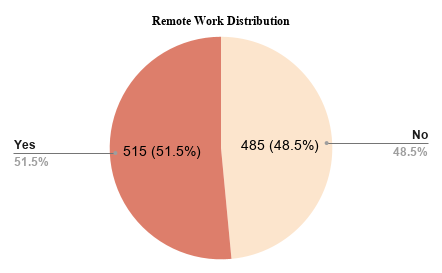 Remote Work Distribution
Yes
51.5%
515 (51.5%)
485 (48.5%)
No
48.5%